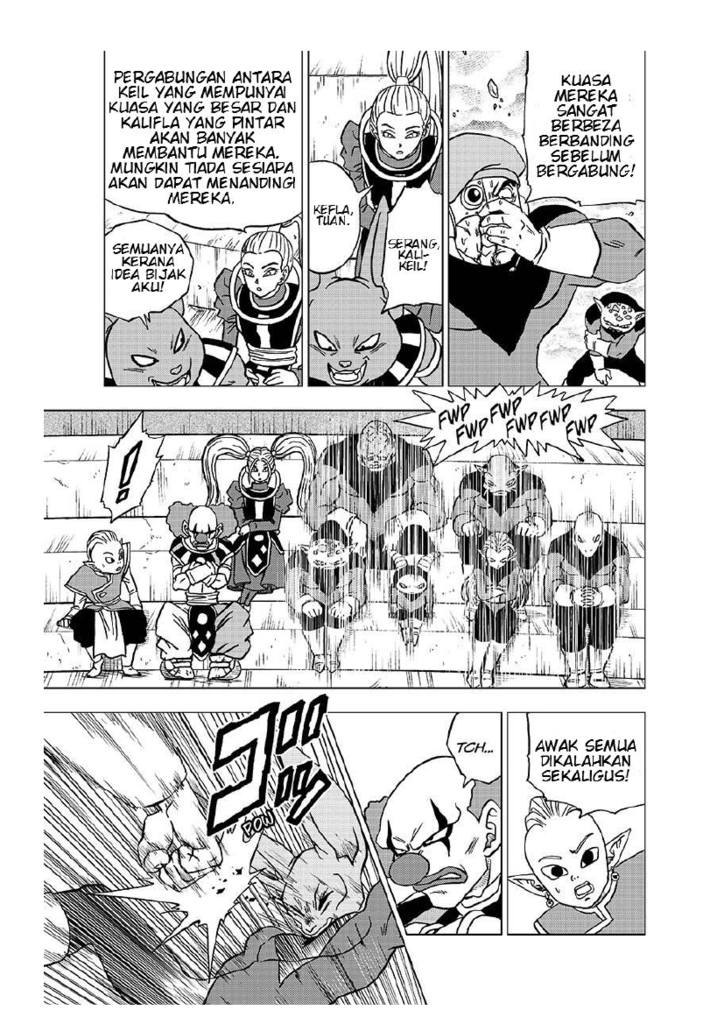 KUASA
MEREKA
SANGAT
BERBEZA
BERBANDING
SEBELUM
BERGABUNG!
KEFLA,
TUAN.
SERANG,
KALI-
KEIL!
PERGABUNGAN ANTARA
KEIL YANG MEMPUNYAI
KUASA YANG BESAR DAN
KALIFLA YANG PINTAR
AKAN BANYAK
MEMBANTU MEREKA.
MUNGKIN TIADA SESIAPA
AKAN DAPAT MENANDINGI
MEREKA.
SEMUANYA
KERANA
IDEA BIJAK
AKU!
FWP
FWP
FWP
FWP
FWP
FWP
!
AWAK SEMUA
DIKALAHKAN
SEKALIGUS!
TCH...
POW